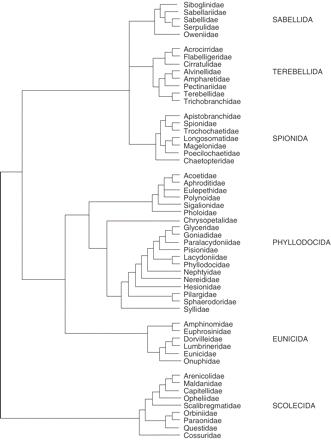 Siboglinidae
Sabellariidae
Sabellidae
Serpulidae
Oweniidae
SABELLIDA
Acrocirridae
Flabelligeridae
Cirratulidae
Alvinellidae
Ampharetidae
Pectinariidae
Terebellidae
Trichobranchidae
TEREBELLIDA
Apistobranchidae
Spionidae
Trochochaetidae
Longosomatidae
Magelonidae
Poecilochaetidae
Chaetopteridae
SPIONIDA
Acoetidae
Aphroditidae
Eulepethidae
Polynoidae
Sigalionidae
Pholoidae
Chrysopetalidae
Glyceridae
Goniadidae
Paralacydoniidae
Pisionidae
Lacydoniidae
Phyllodocidae
Nephtyidae
Nereididae
Hesionidae
Pilargidae
Sphaerodoridae
Syllidae
PHYLLODOCIDA
Amphinomidae
Euphrosinidae
Dorvilleidae
Lumbrineridae
Eunicidae
Onuphidae
EUNICIDA
Arenicolidae
Maldanidae
Capitellidae
Opheliidae
Scalibregmatidae
Orbiniidae
Paraonidae
Questidae
Cossuridae
SCOLECIDA